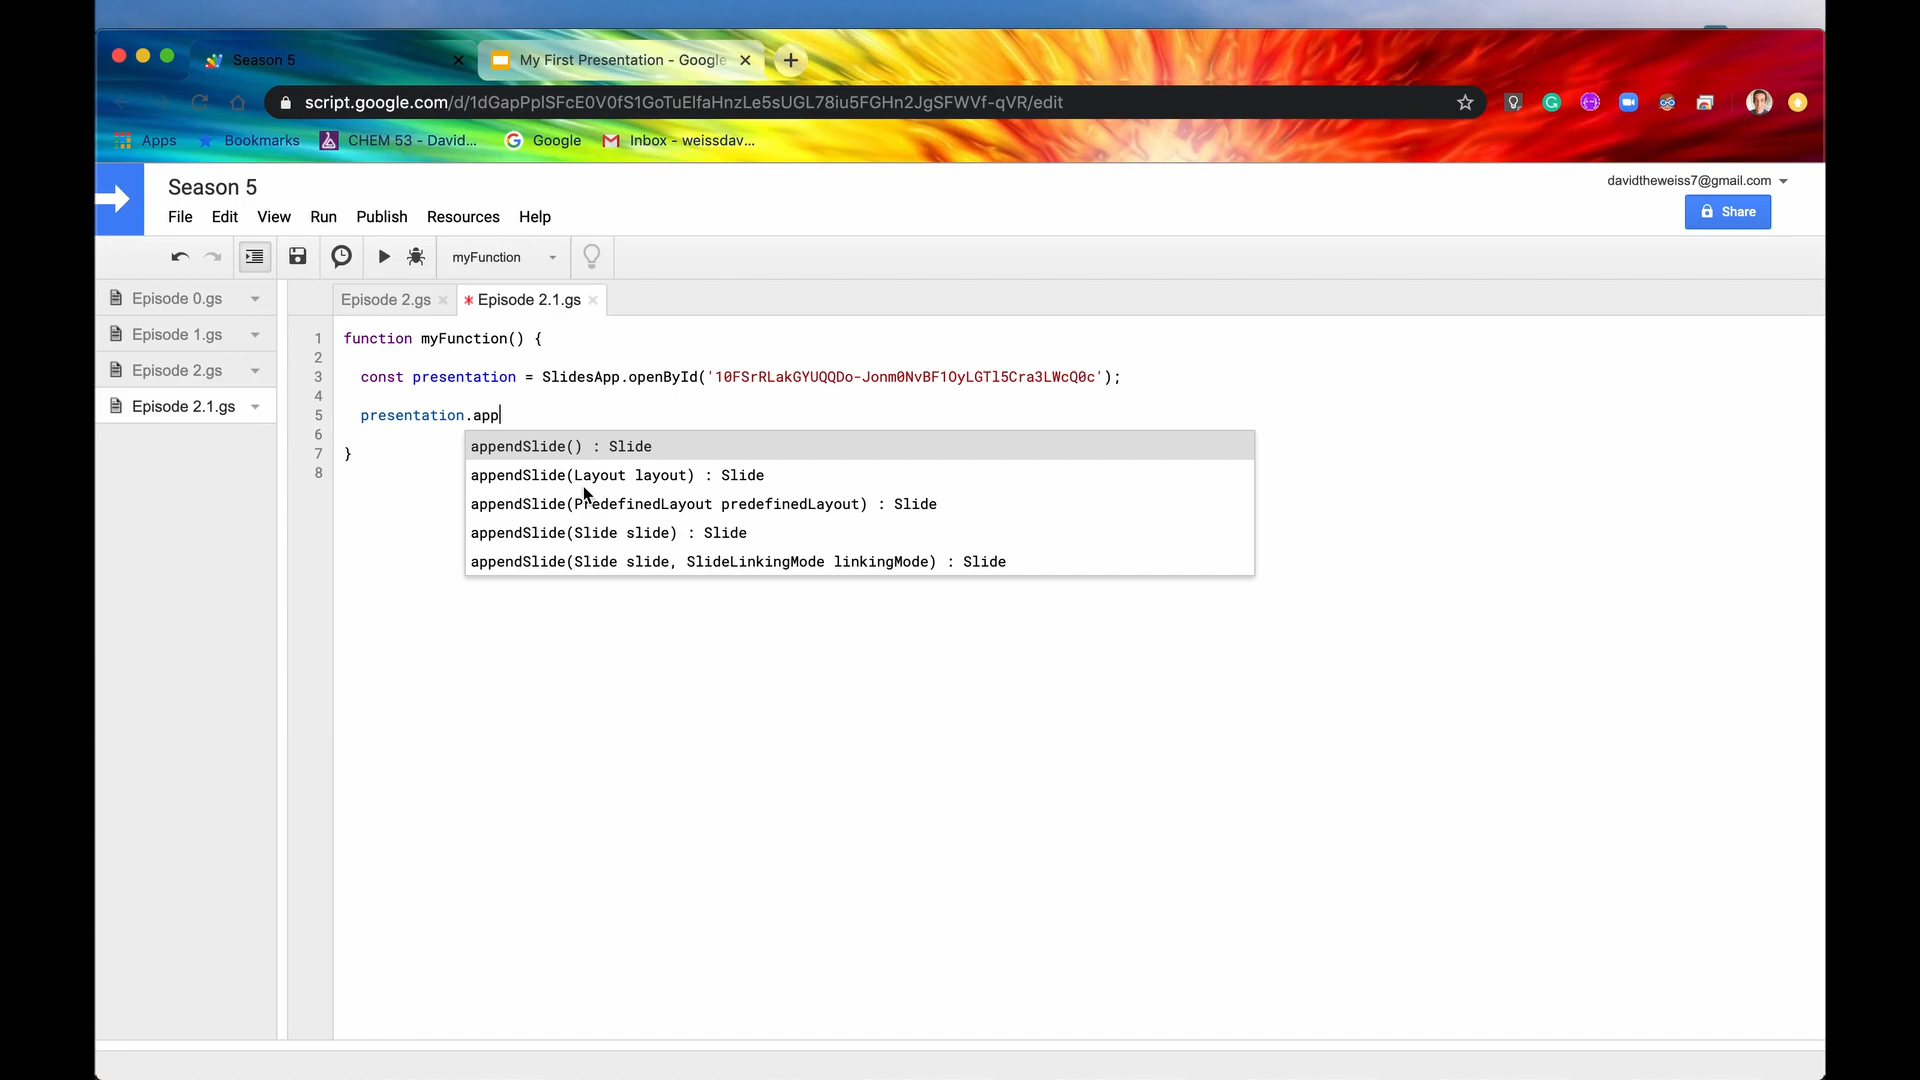 Season 5
My First Presentation - Google
script.google.com/d/1dGapPplSFcE0V0fS1GoTuElfaHnzLe5sUGL78iu5FGHn2JgSFWVf-qVR/edit
Apps Bookmarks CHEM 53 - David... Google Inbox - weissdav...
Season 5
davidtheweiss7@gmail.com
File Edit View Run Publish Resources Help
Share
myFunction
Episode 0.gs
Episode 1.gs
Episode 2.gs
Episode 2.1.gs
Episode 2.gs * Episode 2.1.gs
1 function myFunction() {
2
3 const presentation = SlidesApp.openById('10FSrRLakGYUQQDo-Jonm0NvBF1OyLGTl5Cra3LWcQ0c');
4
5 presentation.app
6
7 }
8
appendSlide() : Slide
appendSlide(Layout layout) : Slide
appendSlide(PredefinedLayout predefinedLayout) : Slide
appendSlide(Slide slide) : Slide
appendSlide(Slide slide, SlideLinkingMode linkingMode) : Slide